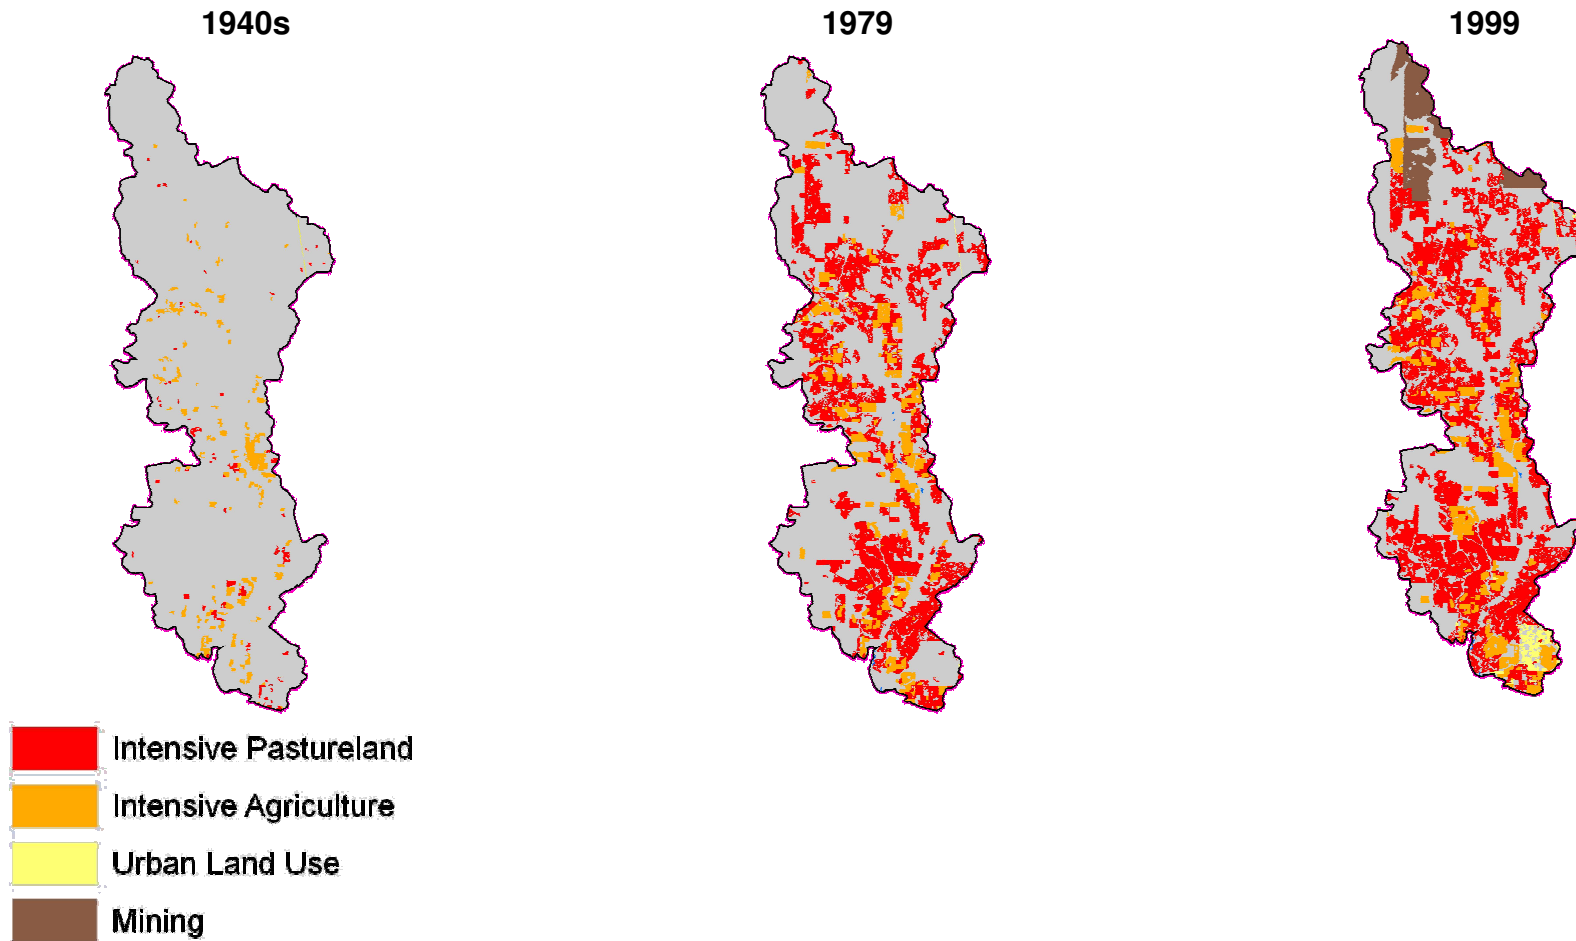 1940s
1979
1999
Intensive Pastureland
Intensive Agriculture
Urban Land Use
Mining